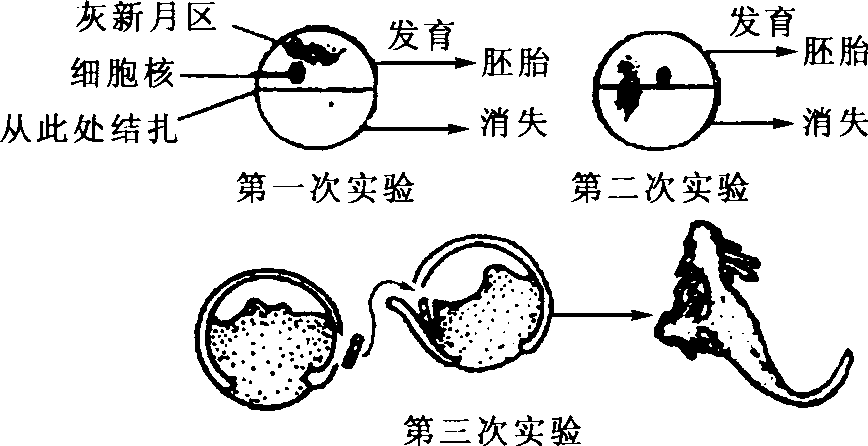 灰新月区
细胞核
从此处结扎
发育
胚胎
消失
第一次实验
发育
胚胎
消失
第二次实验
第三次实验